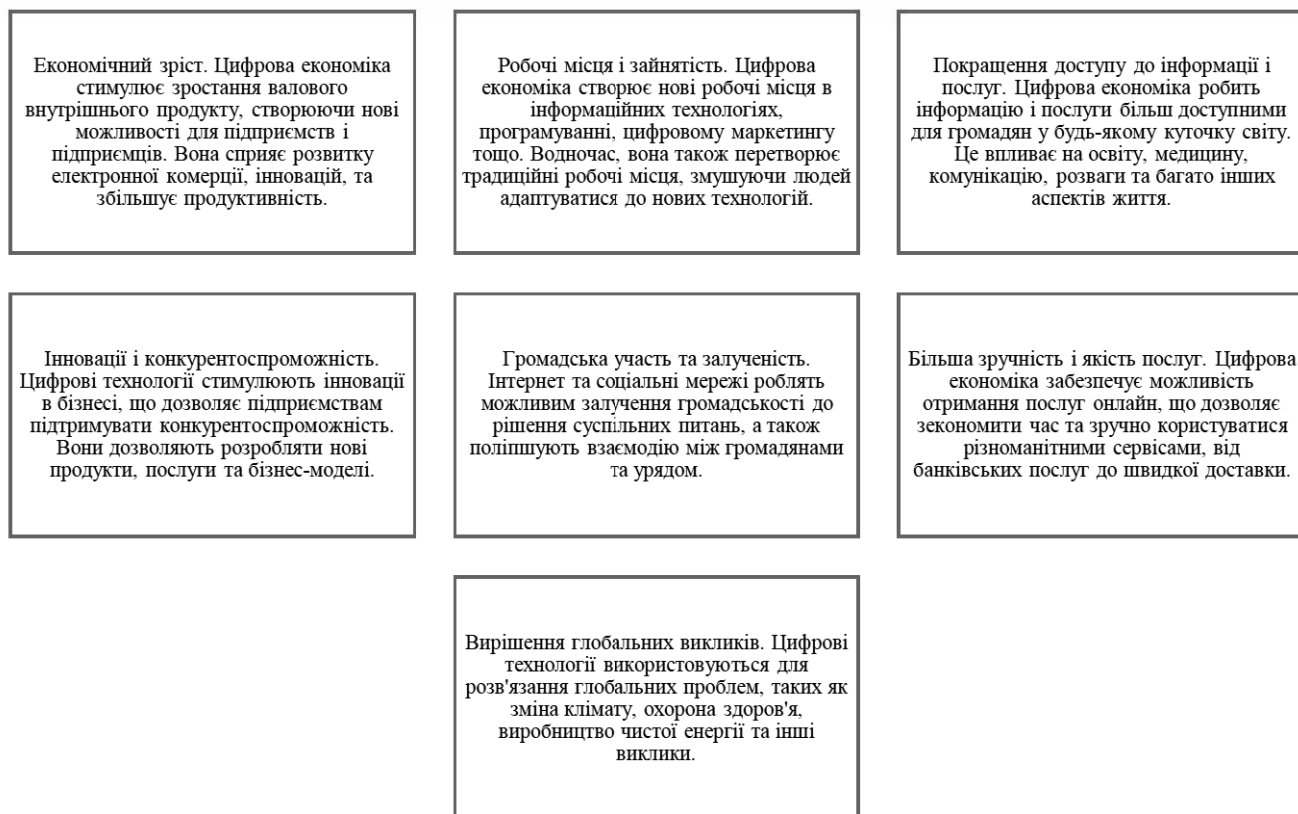 Економічний зріст. Цифрова економіка
стимулює зростання валового
внутрішнього продукту, створюючи нові
можливості для підприємств і
підприємців. Вона сприяє розвитку
електронної комерції, інновацій, та
збільшує продуктивність.
Робочі місця і зайнятість. Цифрова
економіка створює нові робочі місця в
інформаційних технологіях,
програмуванні, цифровому маркетингу
тощо. Водночас, вона також перетворює
традиційні робочі місця, змушуючи людей
адаптуватися до нових технологій.
Покращення доступу до інформації і
послуг. Цифрова економіка робить
інформацію і послуги більш доступними
для громадян у будь-якому куточку світу.
Це впливає на освіту, медицину,
комунікацію, розваги та багато інших
аспектів життя.
Інновації і конкурентоспроможність.
Цифрові технології стимулюють інновації
в бізнесі, що дозволяє підприємствам
підтримувати конкурентоспроможність.
Вони дозволяють розробляти нові
продукти, послуги та бізнес-моделі.
Громадська участь та залученість.
Інтернет та соціальні мережі роблять
можливим залучення громадськості до
рішення суспільних питань, а також
поліпшують взаємодію між громадянами
та урядом.
Більша зручність і якість послуг. Цифрова
економіка забезпечує можливість
отримання послуг онлайн, що дозволяє
зекономити час та зручно користуватися
різноманітними сервісами, від
банківських послуг до швидкої доставки.
Вирішення глобальних викликів. Цифрові
технології використовуються для
розв'язання глобальних проблем, таких як
зміна клімату, охорона здоров'я,
виробництво чистої енергії та інші
виклики.